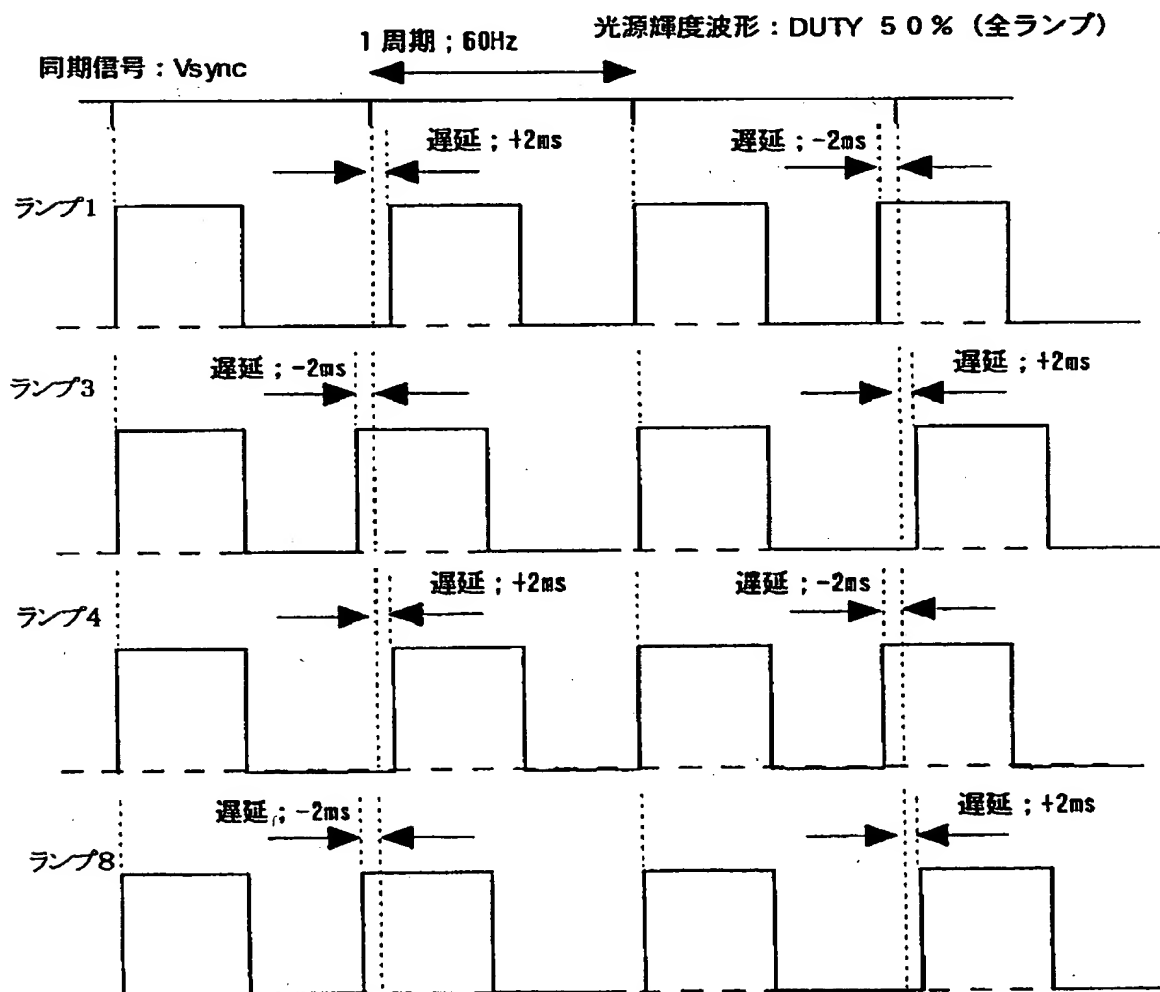 光源輝度波形：DUTY ５０％（全ランプ）
1 周期；60Hz
同期信号：Vsync
遅延；+2ms
遅延；-2ms
ランプ1
遅延；-2ms
遅延；+2ms
ランプ3
遅延；+2ms
遅延；-2ms
ランプ4
遅延；-2ms
遅延；+2ms
ランプ8